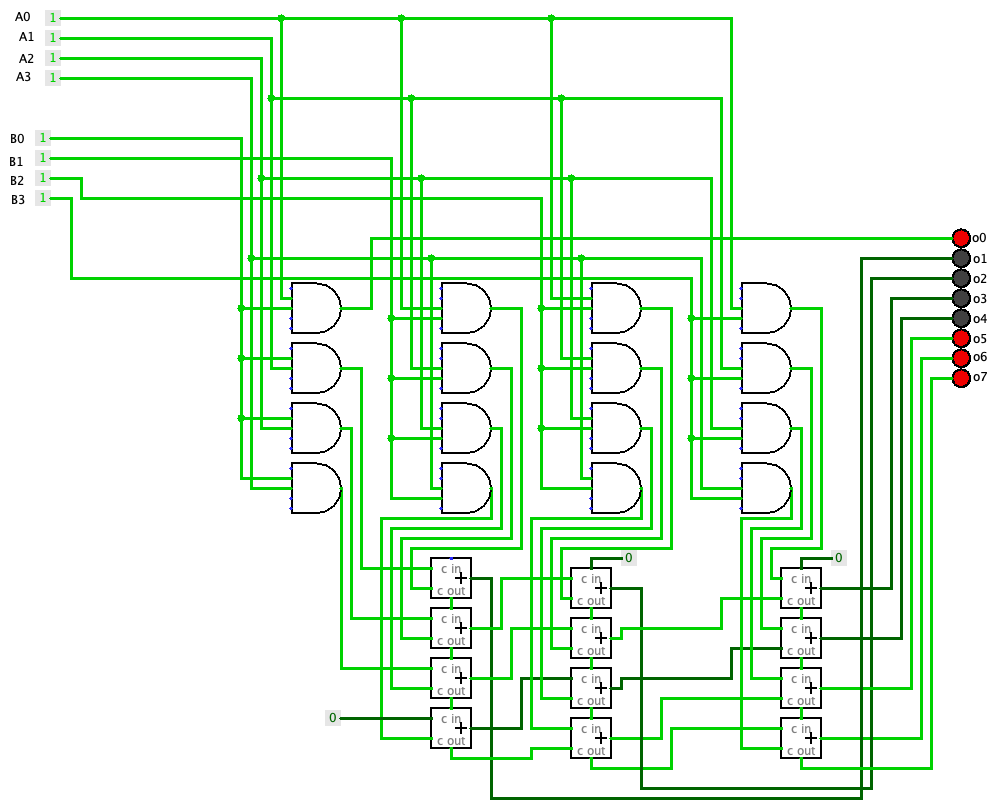 A0 1
A1 1
A2 1
A3 1
B0 1
B1 1
B2 1
B3 1
o0
o1
o2
o3
o4
o5
o6
o7
0
0
c in
c out
c in
c out
c in
c out
c in
c out
c in
c out
c in
c out
c in
c out
c in
c out
c in
c out
c in
c out
c in
c out
0
c in
c out